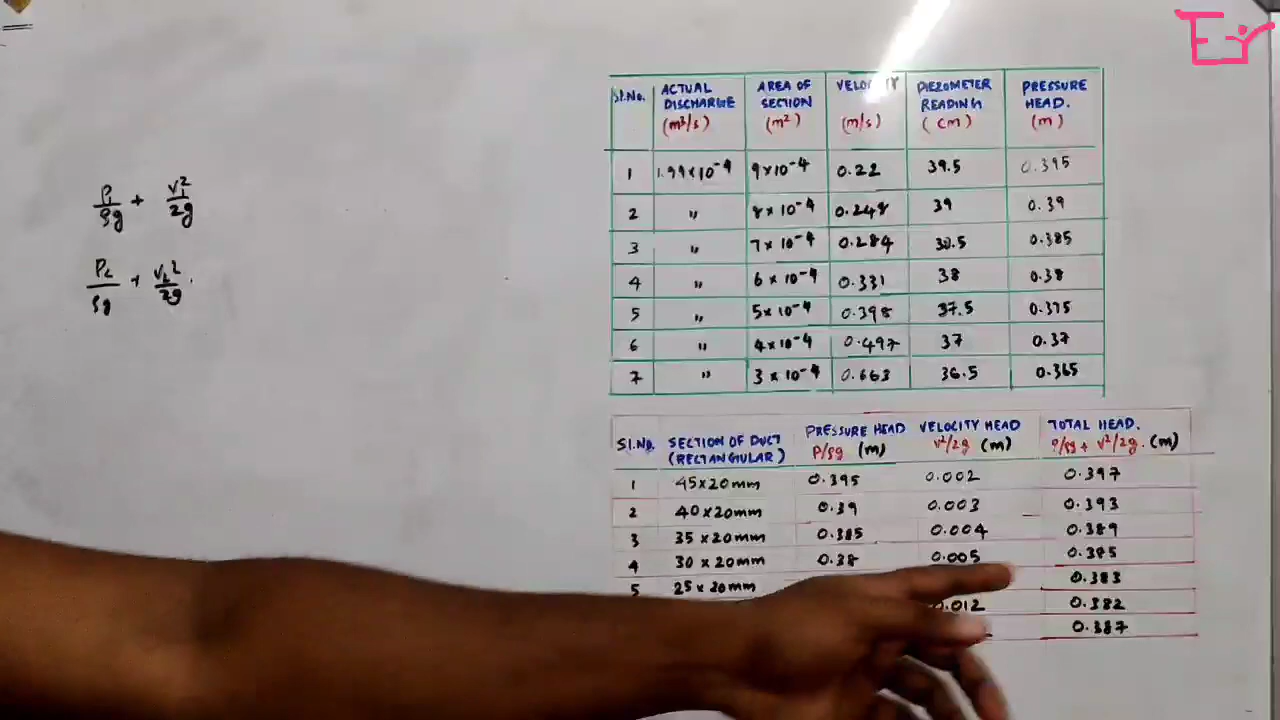 P₁/ρg + V₁²/2g
P₂/ρg + V₂²/2g
SI.No. ACTUAL DISCHARGE (m³/s) AREA OF SECTION (m²) VELOCITY (m/s) PIEZOMETER READING (cm) PRESSURE HEAD. (m)
1 1.99×10⁻⁴ 9×10⁻⁴ 0.22 39.5 0.395
2 " 8×10⁻⁴ 0.248 39 0.39
3 " 7×10⁻⁴ 0.284 38.5 0.385
4 " 6×10⁻⁴ 0.331 38 0.38
5 " 5×10⁻⁴ 0.398 37.5 0.375
6 " 4×10⁻⁴ 0.497 37 0.37
7 " 3×10⁻⁴ 0.663 36.5 0.365
SI.No. SECTION OF DUCT (RECTANGULAR) PRESSURE HEAD P/ρg (m) VELOCITY HEAD V²/2g (m) TOTAL HEAD. P/ρg + V²/2g. (m)
1 45×20mm 0.395 0.002 0.397
2 40×20mm 0.39 0.003 0.393
3 35×20mm 0.385 0.004 0.389
4 30×20mm 0.38 0.005 0.385
5 25×20mm 0.383
0.012 0.382
0.387